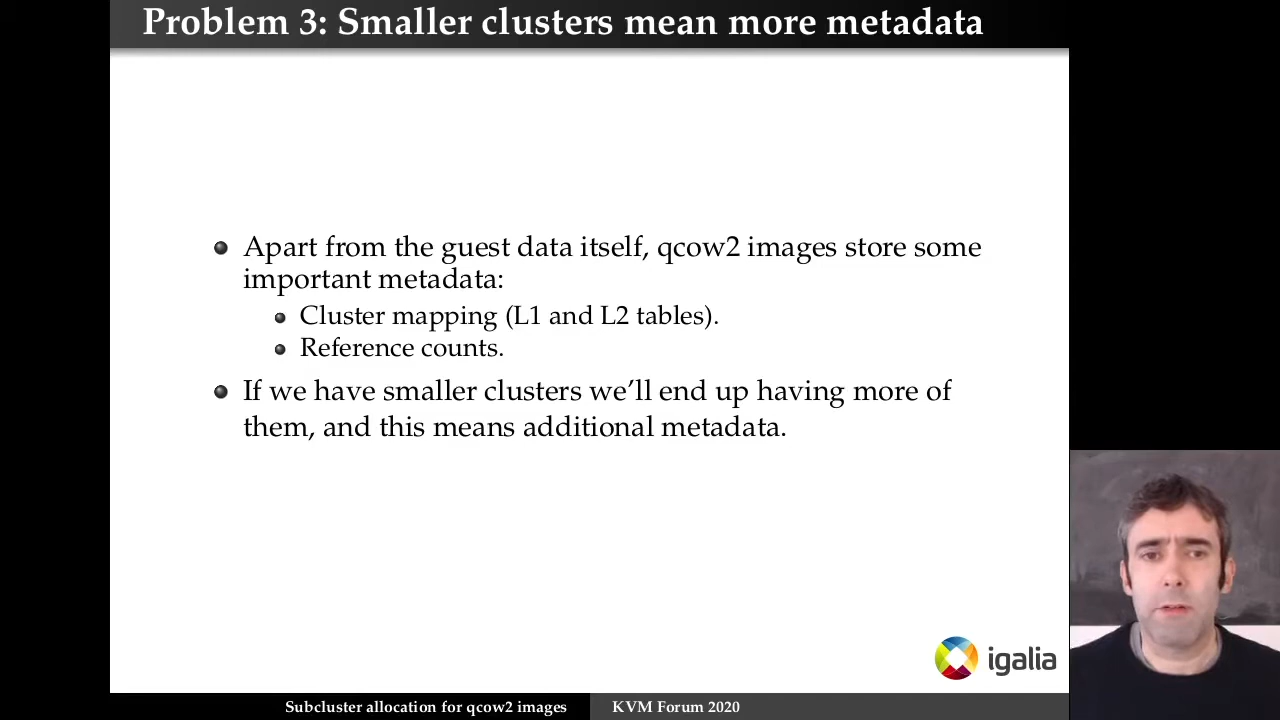 Problem 3: Smaller clusters mean more metadata
Apart from the guest data itself, qcow2 images store some
important metadata:
Cluster mapping (L1 and L2 tables).
Reference counts.
If we have smaller clusters we’ll end up having more of
them, and this means additional metadata.
igalia
Subcluster allocation for qcow2 images
KVM Forum 2020